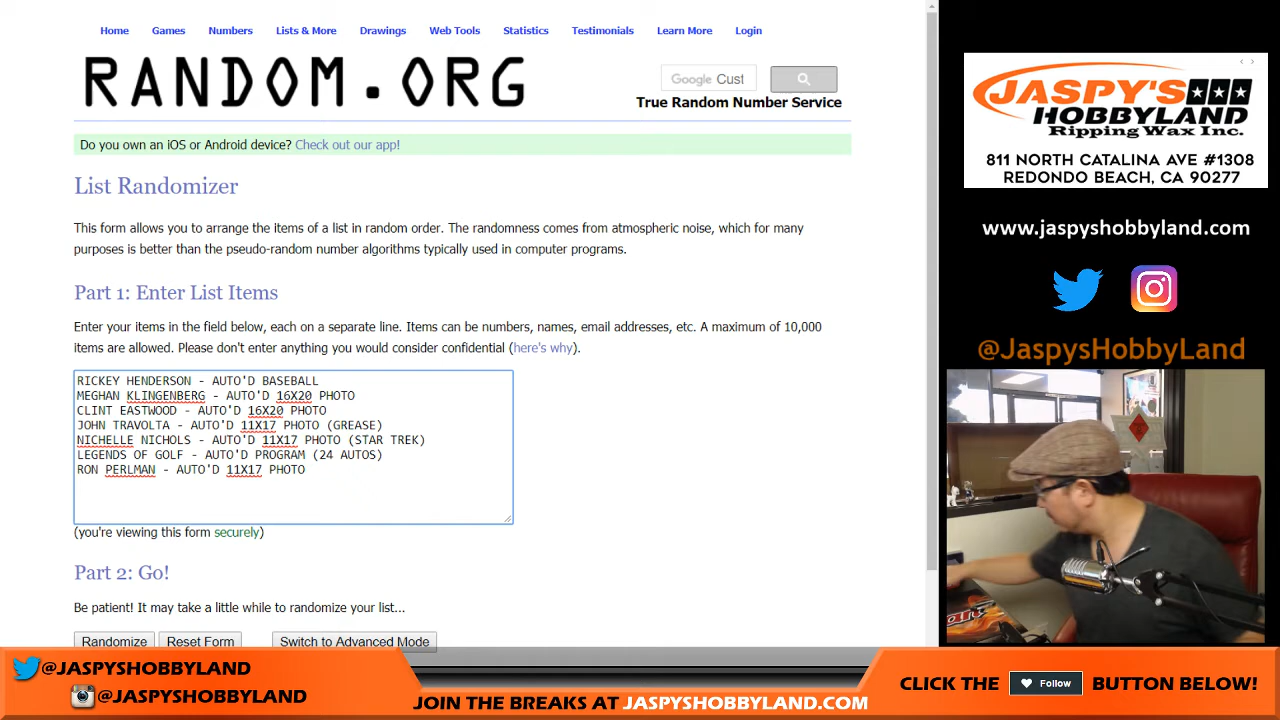 Home Games Numbers Lists & More Drawings Web Tools Statistics Testimonials Learn More Login
RANDOM.ORG
Google Cust
True Random Number Service
Do you own an iOS or Android device? Check out our app!
List Randomizer
This form allows you to arrange the items of a list in random order. The randomness comes from atmospheric noise, which for many
purposes is better than the pseudo-random number algorithms typically used in computer programs.
Part 1: Enter List Items
Enter your items in the field below, each on a separate line. Items can be numbers, names, email addresses, etc. A maximum of 10,000
items are allowed. Please don't enter anything you would consider confidential (here's why).
RICKEY HENDERSON - AUTO'D BASEBALL
MEGHAN KLINGENBERG - AUTO'D 16X20 PHOTO
CLINT EASTWOOD - AUTO'D 16X20 PHOTO
JOHN TRAVOLTA - AUTO'D 11X17 PHOTO (GREASE)
NICHELLE NICHOLS - AUTO'D 11X17 PHOTO (STAR TREK)
LEGENDS OF GOLF - AUTO'D PROGRAM (24 AUTOS)
RON PERLMAN - AUTO'D 11X17 PHOTO
(you're viewing this form securely)
Part 2: Go!
Be patient! It may take a little while to randomize your list...
Randomize Reset Form Switch to Advanced Mode
JASPY'S
HOBBYLAND
Ripping Wax Inc.
811 NORTH CATALINA AVE #1308
REDONDO BEACH, CA 90277
www.jaspyshobbyland.com
@JaspysHobbyLand
@JASPYSHOBBYLAND
@JASPYSHOBBYLAND
JOIN THE BREAKS AT JASPYSHOBBYLAND.COM
CLICK THE Follow BUTTON BELOW!